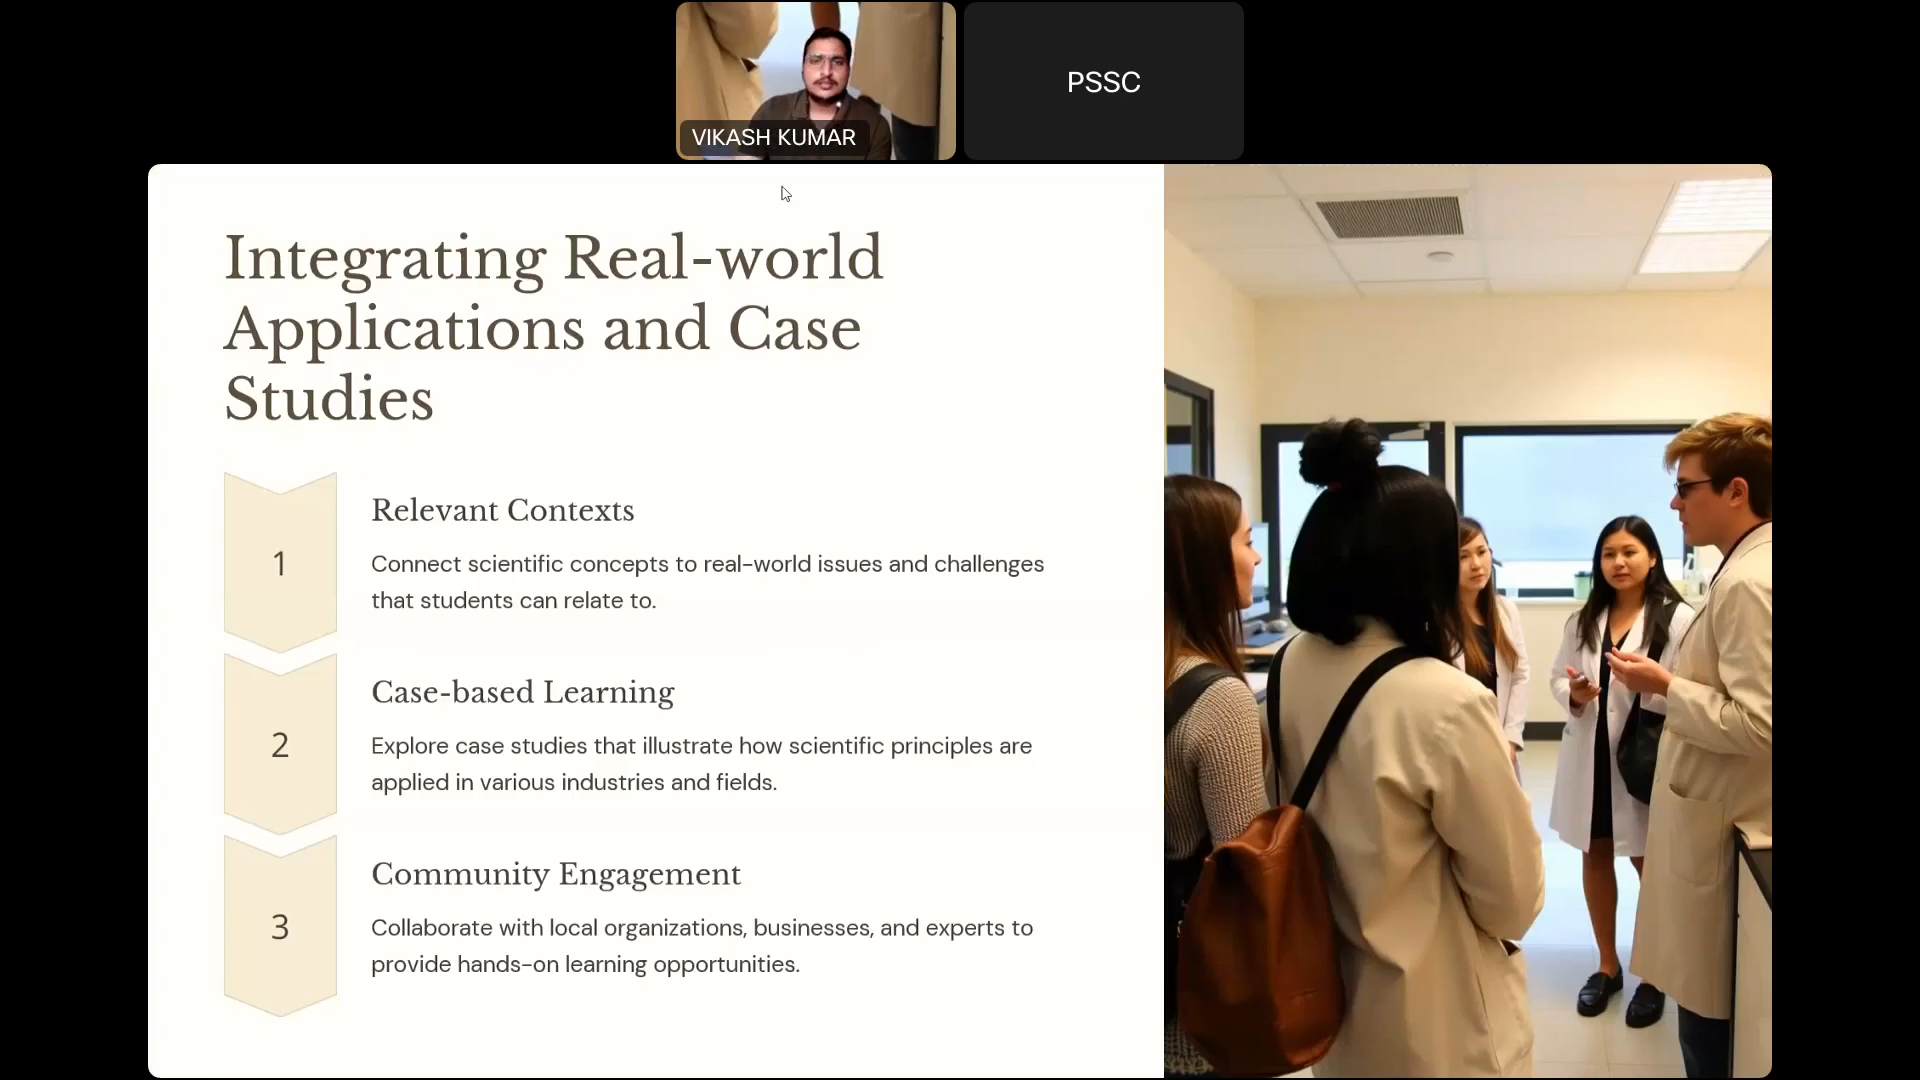 VIKASH KUMAR
PSSC
Integrating Real-world
Applications and Case
Studies
1
Relevant Contexts
Connect scientific concepts to real-world issues and challenges
that students can relate to.
2
Case-based Learning
Explore case studies that illustrate how scientific principles are
applied in various industries and fields.
3
Community Engagement
Collaborate with local organizations, businesses, and experts to
provide hands-on learning opportunities.